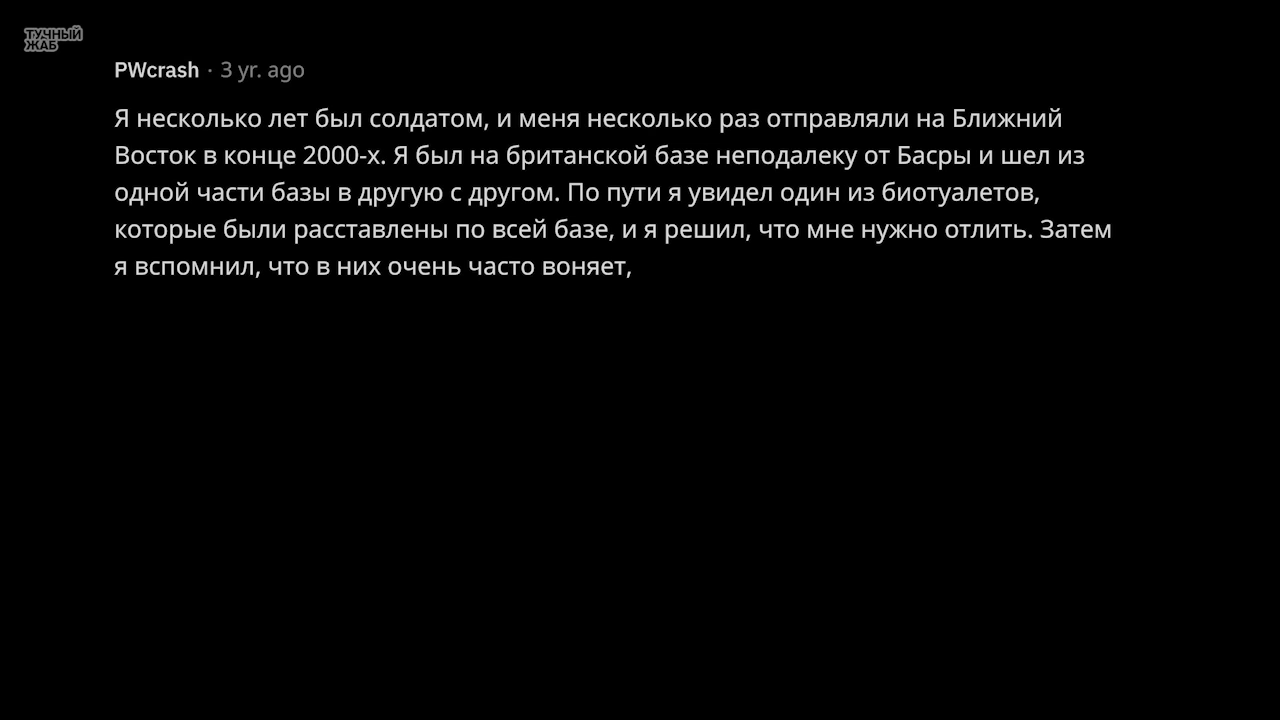 ТУЧНЫЙ
ЖАБ
PWcrash · 3 yr. ago
Я несколько лет был солдатом, и меня несколько раз отправляли на Ближний
Восток в конце 2000-х. Я был на британской базе неподалеку от Басры и шел из
одной части базы в другую с другом. По пути я увидел один из биотуалетов,
которые были расставлены по всей базе, и я решил, что мне нужно отлить. Затем
я вспомнил, что в них очень часто воняет,